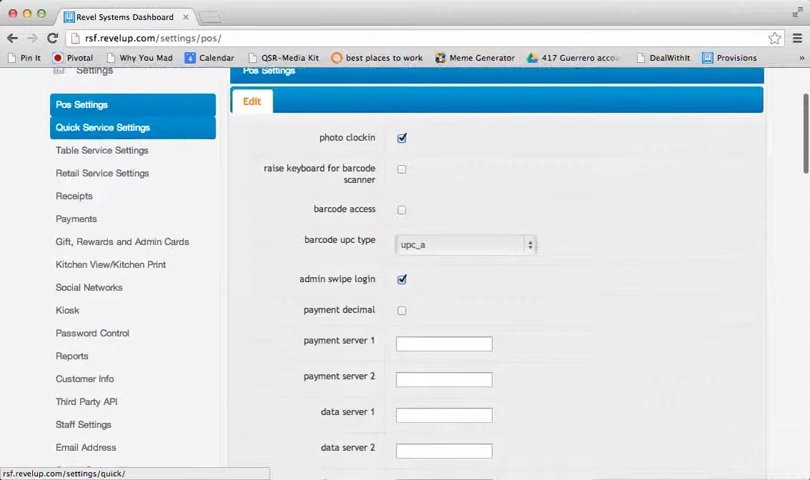 Revel Systems Dashboard
rsf.revelup.com/settings/pos/
Pin It
Pivotal
Why You Mad
Calendar
QSR-Media Kit
best places to work
Meme Generator
417 Guerrero accou
DealWithIt
Provisions
»
Settings
Pos Settings
Pos Settings
Quick Service Settings
Table Service Settings
Retail Service Settings
Receipts
Payments
Gift, Rewards and Admin Cards
Kitchen View/Kitchen Print
Social Networks
Kiosk
Password Control
Reports
Customer Info
Third Party API
Staff Settings
Email Address
Edit
photo clockin
raise keyboard for barcode
scanner
barcode access
barcode upc type
upc_a
admin swipe login
payment decimal
payment server 1
payment server 2
data server 1
data server 2
rsf.revelup.com/settings/quick/